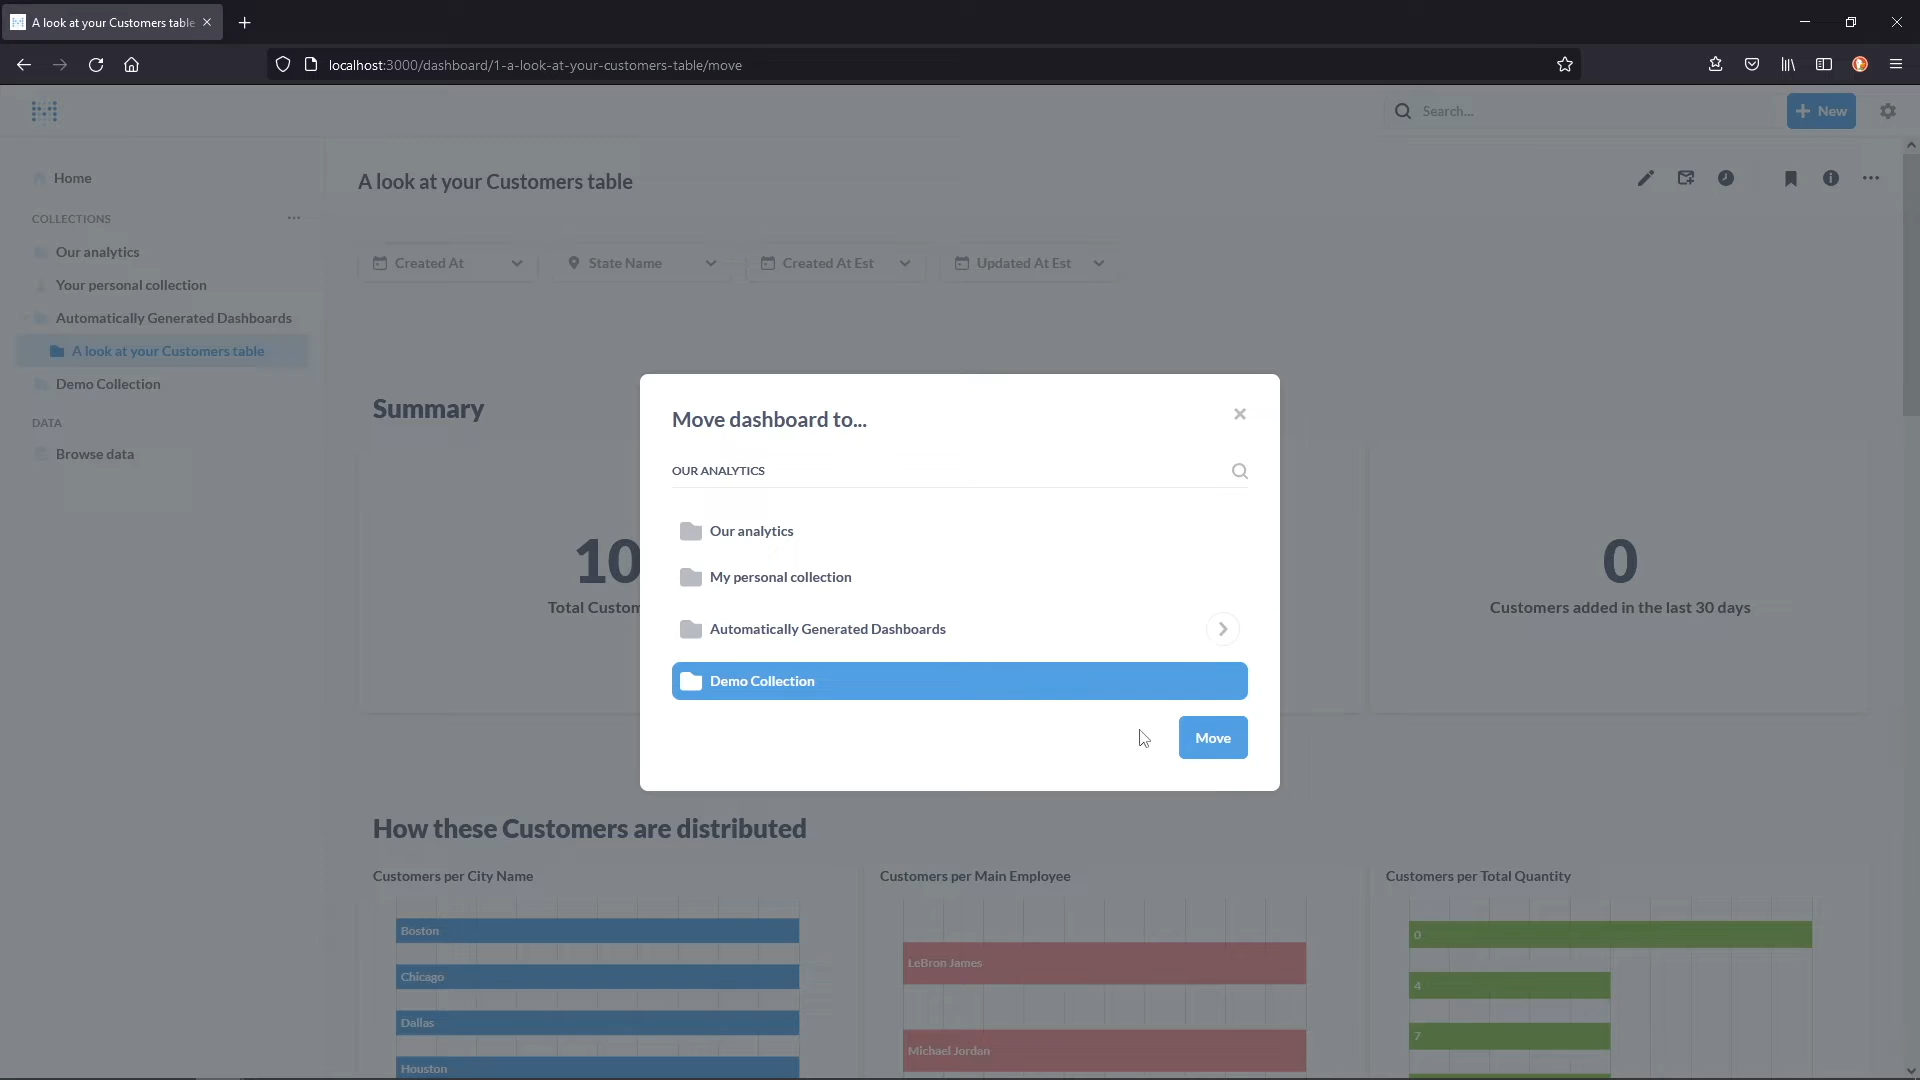 A look at your Customers table
localhost:3000/dashboard/1-a-look-at-your-customers-table/move
Search...
New
Home
COLLECTIONS
Our analytics
Your personal collection
Automatically Generated Dashboards
A look at your Customers table
Demo Collection
DATA
Browse data
A look at your Customers table
Created At
State Name
Created At Est
Updated At Est
Summary
10
Total Custom
0
Customers added in the last 30 days
Move dashboard to...
OUR ANALYTICS
Our analytics
My personal collection
Automatically Generated Dashboards
Demo Collection
Move
How these Customers are distributed
Customers per City Name
Boston
Chicago
Dallas
Houston
Customers per Main Employee
LeBron James
Michael Jordan
Customers per Total Quantity
0
4
7